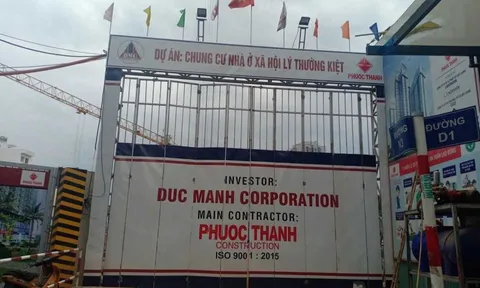 DỰ ÁN: CHUNG CƯ NHÀ Ở XÃ HỘI LÝ THƯỜNG KIỆT
PHUOC THANH
INVESTOR:
DUC MANH CORPORATION
MAIN CONTRACTOR:
PHUOC THANH
CONSTRUCTION
ISO 9001 : 2015
ĐƯỜNG
D1